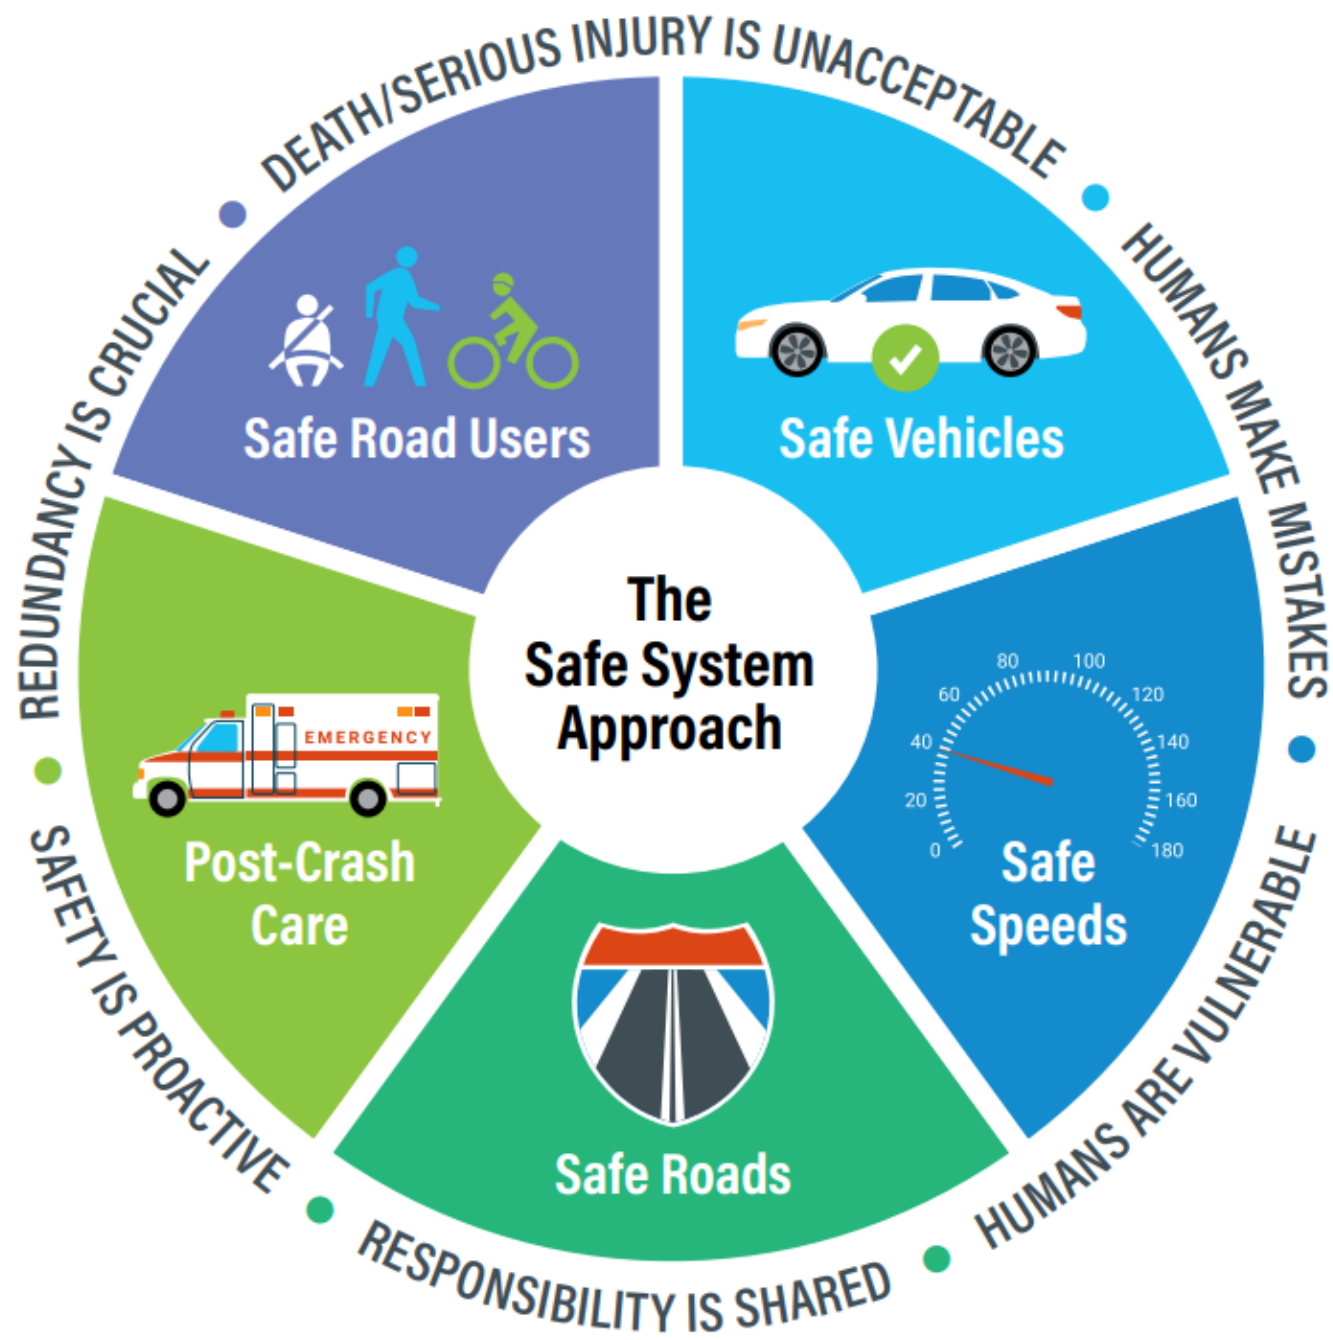 DEATH/SERIOUS INJURY IS UNACCEPTABLE
HUMANS MAKE MISTAKES
HUMANS ARE VULNERABLE
RESPONSIBILITY IS SHARED
SAFETY IS PROACTIVE
REDUNDANCY IS CRUCIAL
Safe Road Users
Safe Vehicles
The
Safe System
Approach
0
20
40
60
80
100
120
140
160
180
Safe
Speeds
EMERGENCY
Post-Crash
Care
Safe Roads